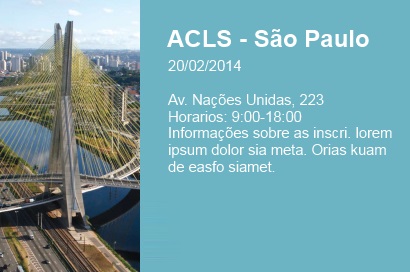 ACLS - São Paulo
20/02/2014
Av. Nações Unidas, 223
Horarios: 9:00-18:00
Informações sobre as inscri. lorem
ipsum dolor sia meta. Orias kuam
de easfo siamet.